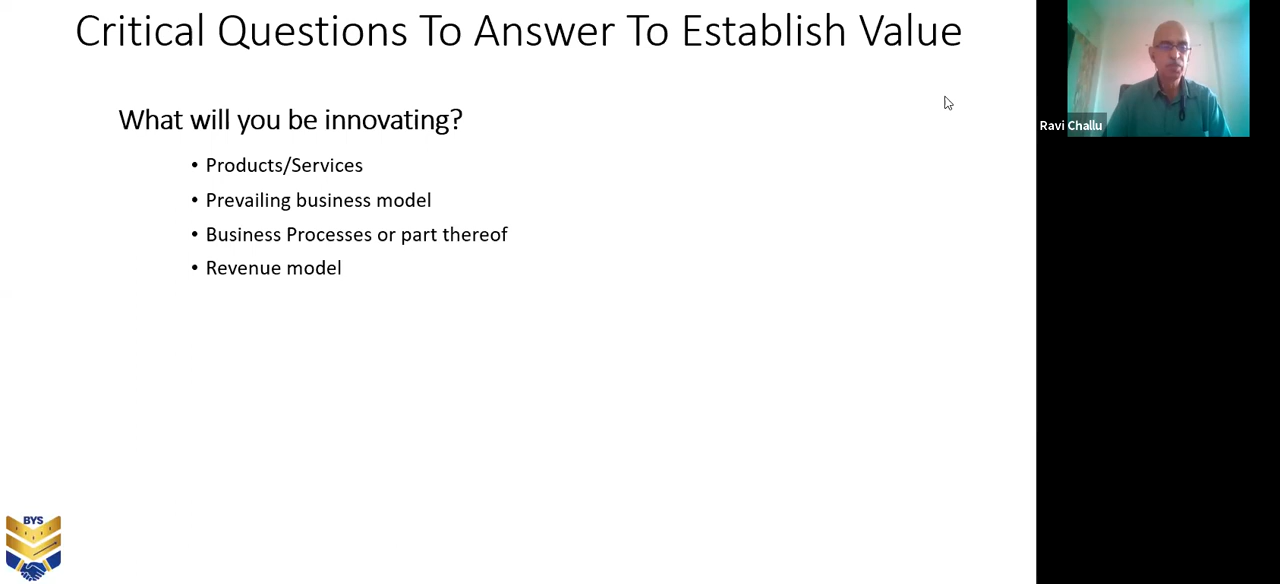 Critical Questions To Answer To Establish Value
What will you be innovating?
• Products/Services
• Prevailing business model
• Business Processes or part thereof
• Revenue model
Ravi Challu
BYS